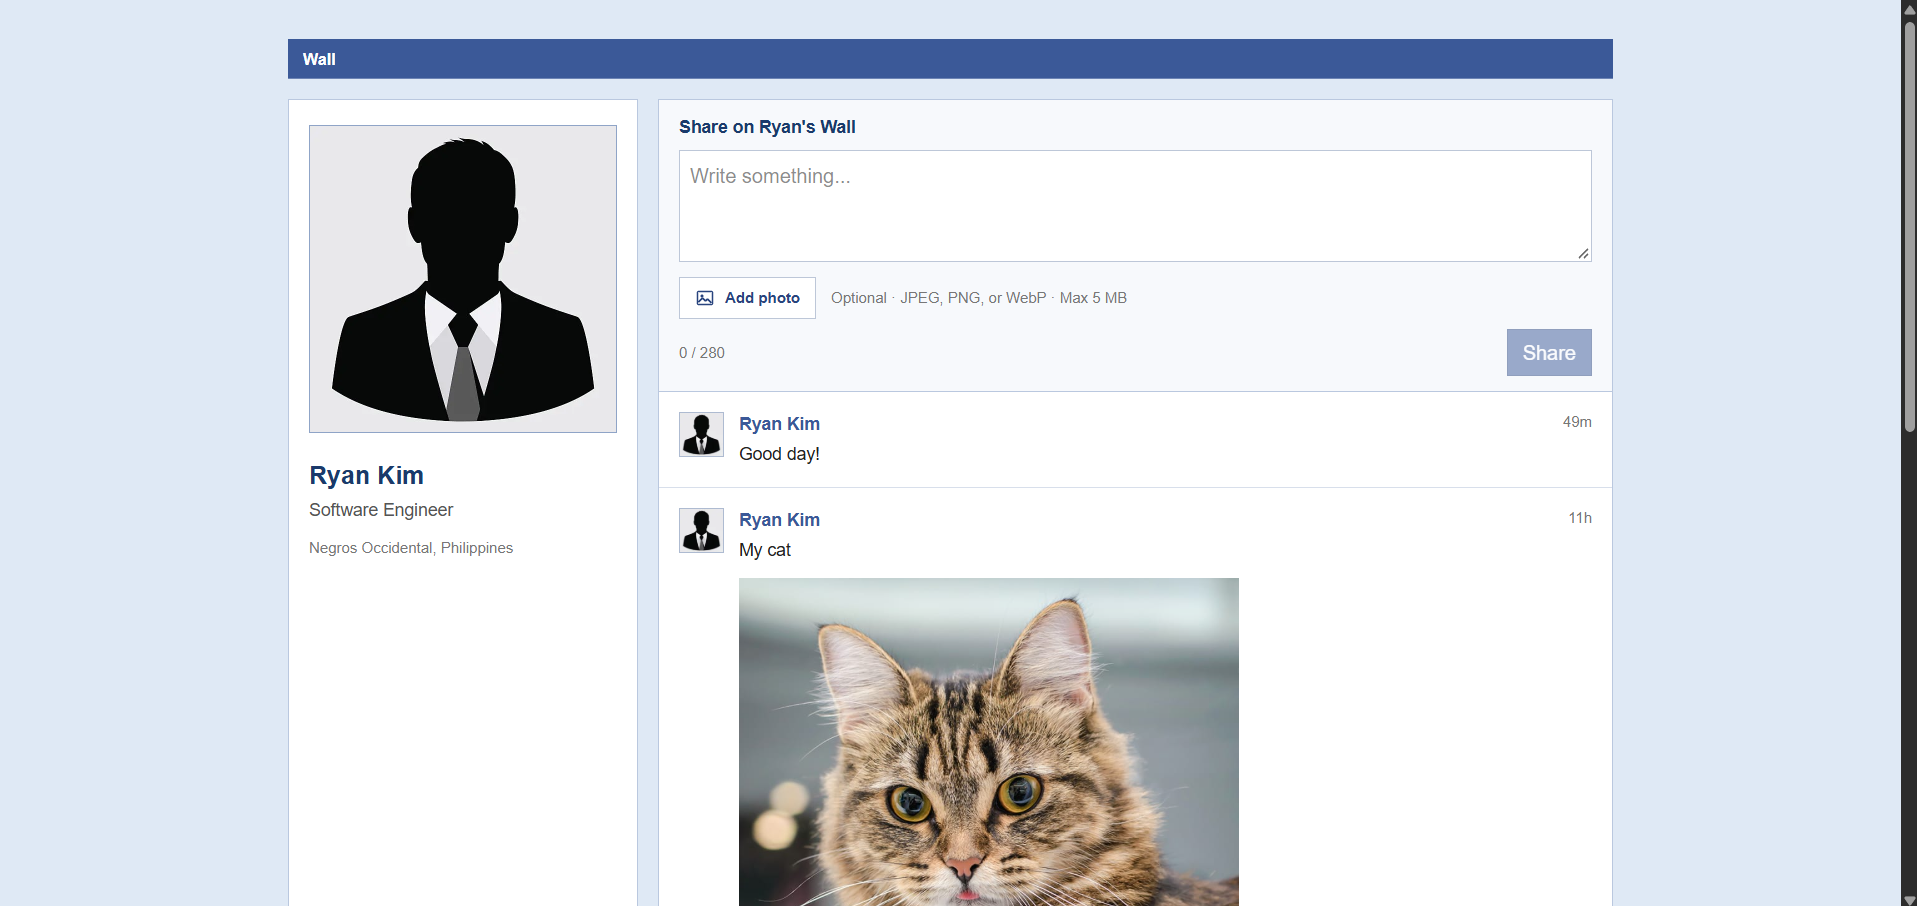 Wall
Ryan Kim
Software Engineer
Negros Occidental, Philippines
Share on Ryan's Wall
Write something...
Add photo
Optional · JPEG, PNG, or WebP · Max 5 MB
0 / 280
Share
Ryan Kim
49m
Good day!
Ryan Kim
11h
My cat